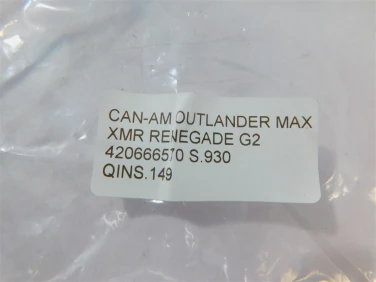 CAN-AM OUTLANDER MAX
XMR RENEGADE G2
420666570 S.930
QINS.149